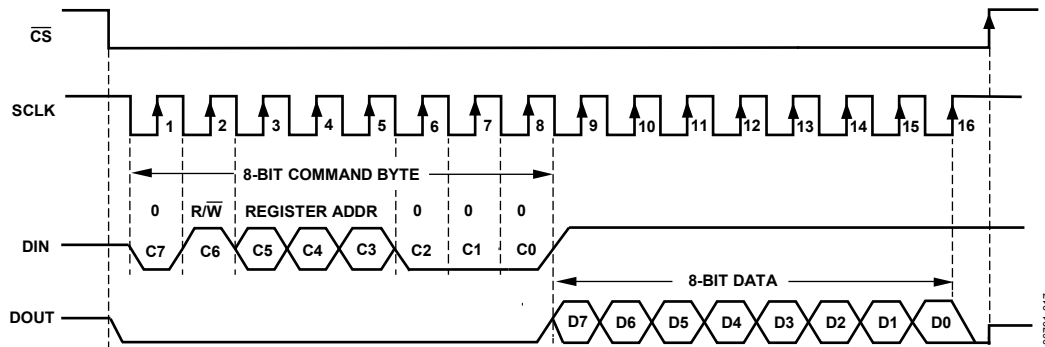 CS
SCLK
1 2 3 4 5 6 7 8 9 10 11 12 13 14 15 16
8-BIT COMMAND BYTE
0 R/W REGISTER ADDR 0 0 0
DIN
C7 C6 C5 C4 C3 C2 C1 C0
8-BIT DATA
DOUT
D7 D6 D5 D4 D3 D2 D1 D0